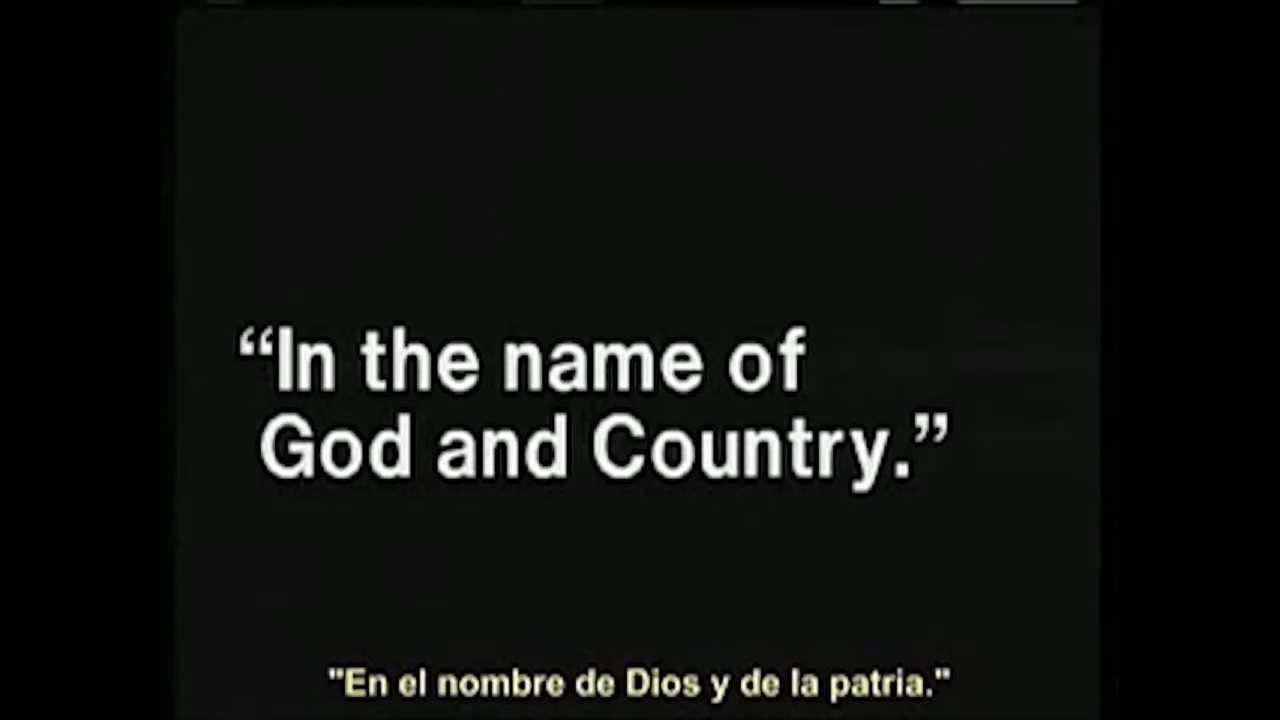 “In the name of
God and Country.”
"En el nombre de Dios y de la patria."